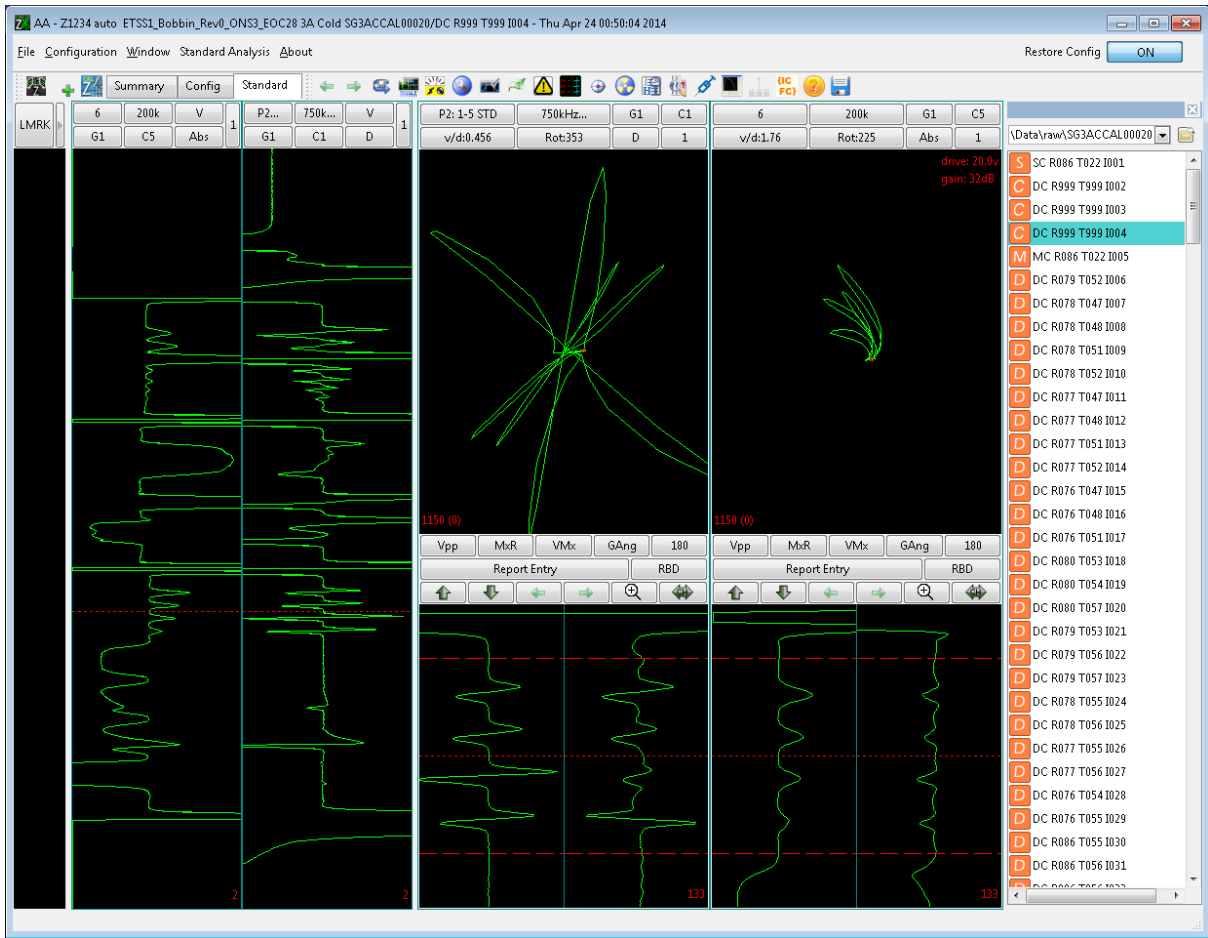 AA - Z1234 auto ETSS1_Bobbin_Rev0_ONS3_EOC28 3A Cold SG3ACCAL00020/DC R999 T999 I004 - Thu Apr 24 00:50:04 2014
File Configuration Window Standard Analysis About
Restore Config ON
Summary Config Standard
(IC FC)
LMRK
6 200k V 1
G1 C5 Abs
P2... 750k... V 1
G1 C1 D
P2: 1-5 STD 750kHz... G1 C1
v/d:0.456 Rot:353 D 1
6 200k G1 C5
v/d:1.76 Rot:225 Abs 1
\Data\raw\SG3ACCAL00020
drive: 20.0v
gain: 32dB
1150 (0)
1150 (0)
Vpp MxR VMx GAng 180
Report Entry RBD
Vpp MxR VMx GAng 180
Report Entry RBD
2
2
133
133
S SC R086 T022 I001
C DC R999 T999 I002
C DC R999 T999 I003
C DC R999 T999 I004
M MC R086 T022 I005
D DC R079 T052 I006
D DC R078 T047 I007
D DC R078 T048 I008
D DC R078 T051 I009
D DC R078 T052 I010
D DC R077 T047 I011
D DC R077 T048 I012
D DC R077 T051 I013
D DC R077 T052 I014
D DC R076 T047 I015
D DC R076 T048 I016
D DC R076 T051 I017
D DC R080 T053 I018
D DC R080 T054 I019
D DC R080 T057 I020
D DC R079 T053 I021
D DC R079 T056 I022
D DC R079 T057 I023
D DC R078 T055 I024
D DC R078 T056 I025
D DC R077 T055 I026
D DC R077 T056 I027
D DC R076 T054 I028
D DC R076 T055 I029
D DC R086 T055 I030
D DC R086 T056 I031